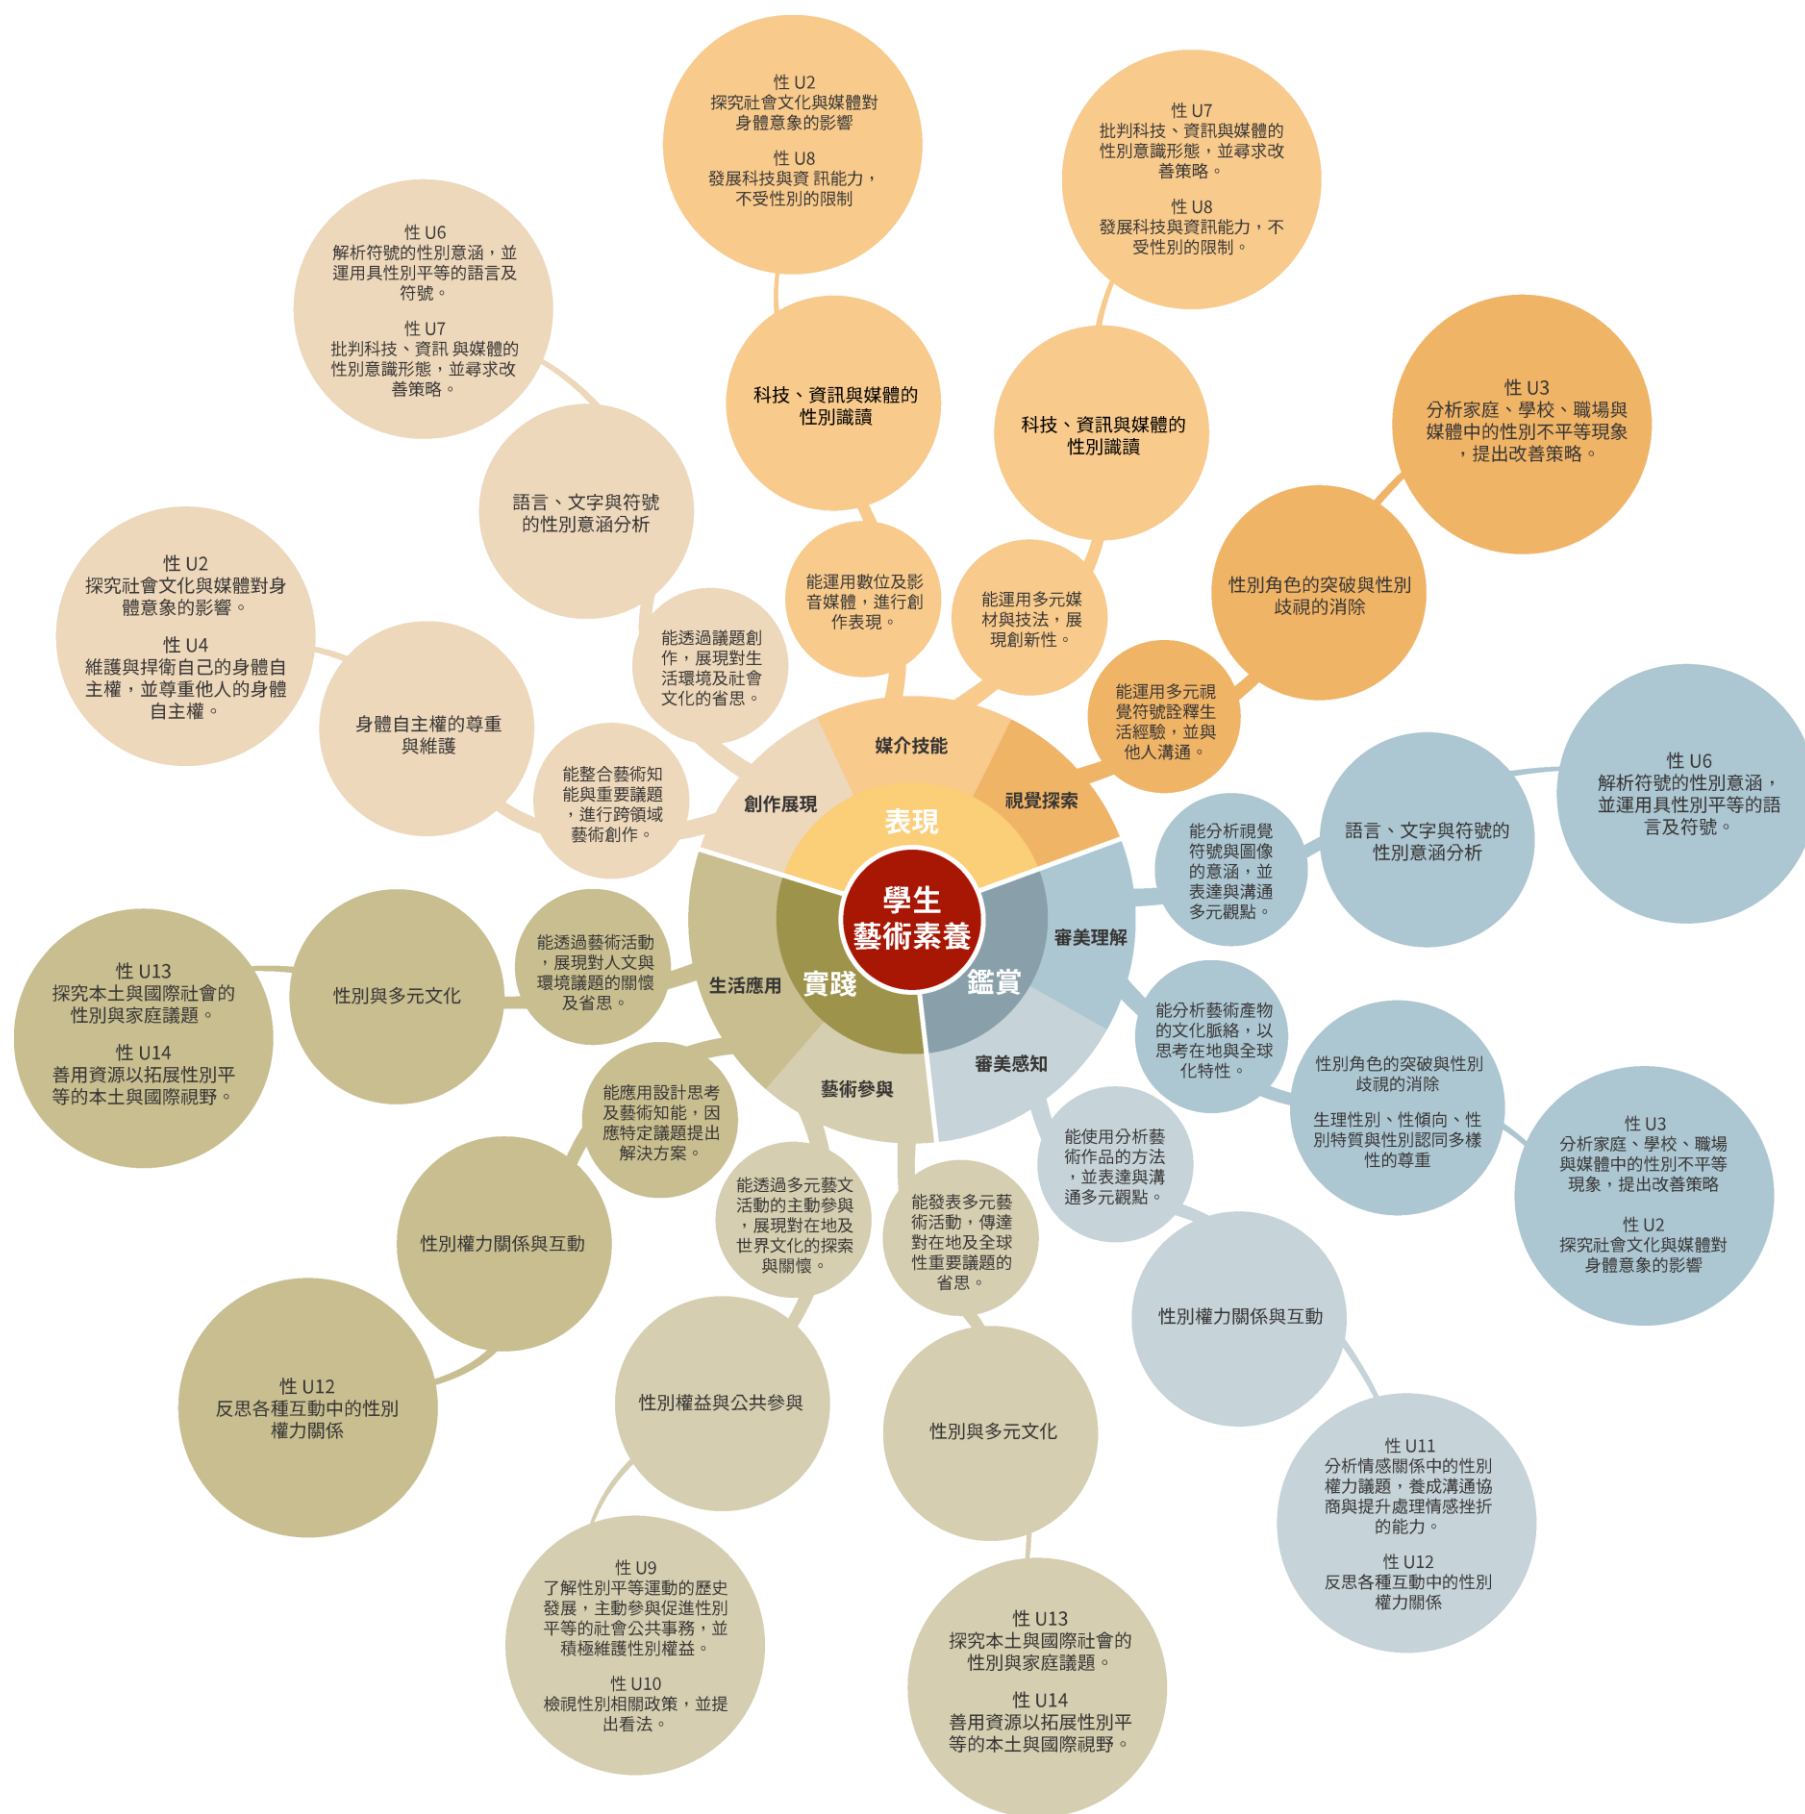 學生
藝術素養
表現
鑑賞
實踐
媒介技能
視覺探索
創作展現
審美理解
審美感知
藝術參與
生活應用
性 U2
探究社會文化與媒體對
身體意象的影響
性 U8
發展科技與資 訊能力，
不受性別的限制
科技、資訊與媒體的
性別識讀
能運用數位及影
音媒體，進行創
作表現。
性 U7
批判科技、資訊與媒體的
性別意識形態，並尋求改
善策略。
性 U8
發展科技與資訊能力，不
受性別的限制。
科技、資訊與媒體的
性別識讀
能運用多元媒
材與技法，展
現創新性。
性 U3
分析家庭、學校、職場與
媒體中的性別不平等現象
，提出改善策略。
性別角色的突破與性別
歧視的消除
能運用多元視
覺符號詮釋生
活經驗，並與
他人溝通。
性 U6
解析符號的性別意涵，
並運用具性別平等的語
言及符號。
語言、文字與符號的
性別意涵分析
能分析視覺
符號與圖像
的意涵，並
表達與溝通
多元觀點。
能分析藝術產物
的文化脈絡，以
思考在地與全球
化特性。
性別角色的突破與性別
歧視的消除
生理性別、性傾向、性
別特質與性別認同多樣
性的尊重
性 U3
分析家庭、學校、職場
與媒體中的性別不平等
現象，提出改善策略
性 U2
探究社會文化與媒體對
身體意象的影響
能使用分析藝
術作品的方法
，並表達與溝
通多元觀點。
性別權力關係與互動
性 U11
分析情感關係中的性別
權力議題，養成溝通協
商與提升處理情感挫折
的能力。
性 U12
反思各種互動中的性別
權力關係
能發表多元藝
術活動，傳達
對在地及全球
性重要議題的
省思。
性別與多元文化
性 U13
探究本土與國際社會的
性別與家庭議題。
性 U14
善用資源以拓展性別平
等的本土與國際視野。
能透過多元藝文
活動的主動參與
，展現對在地及
世界文化的探索
與關懷。
性別權益與公共參與
性 U9
了解性別平等運動的歷史
發展，主動參與促進性別
平等的社會公共事務，並
積極維護性別權益。
性 U10
檢視性別相關政策，並提
出看法。
能應用設計思考
及藝術知能，因
應特定議題提出
解決方案。
性別權力關係與互動
性 U12
反思各種互動中的性別
權力關係
能透過藝術活動
，展現對人文與
環境議題的關懷
及省思。
性別與多元文化
性 U13
探究本土與國際社會的
性別與家庭議題。
性 U14
善用資源以拓展性別平
等的本土與國際視野。
能整合藝術知
能與重要議題
，進行跨領域
藝術創作。
身體自主權的尊重
與維護
性 U2
探究社會文化與媒體對身
體意象的影響。
性 U4
維護與捍衛自己的身體自
主權，並尊重他人的身體
自主權。
能透過議題創
作，展現對生
活環境及社會
文化的省思。
語言、文字與符號
的性別意涵分析
性 U6
解析符號的性別意涵，並
運用具性別平等的語言及
符號。
性 U7
批判科技、資訊 與媒體的
性別意識形態，並尋求改
善策略。